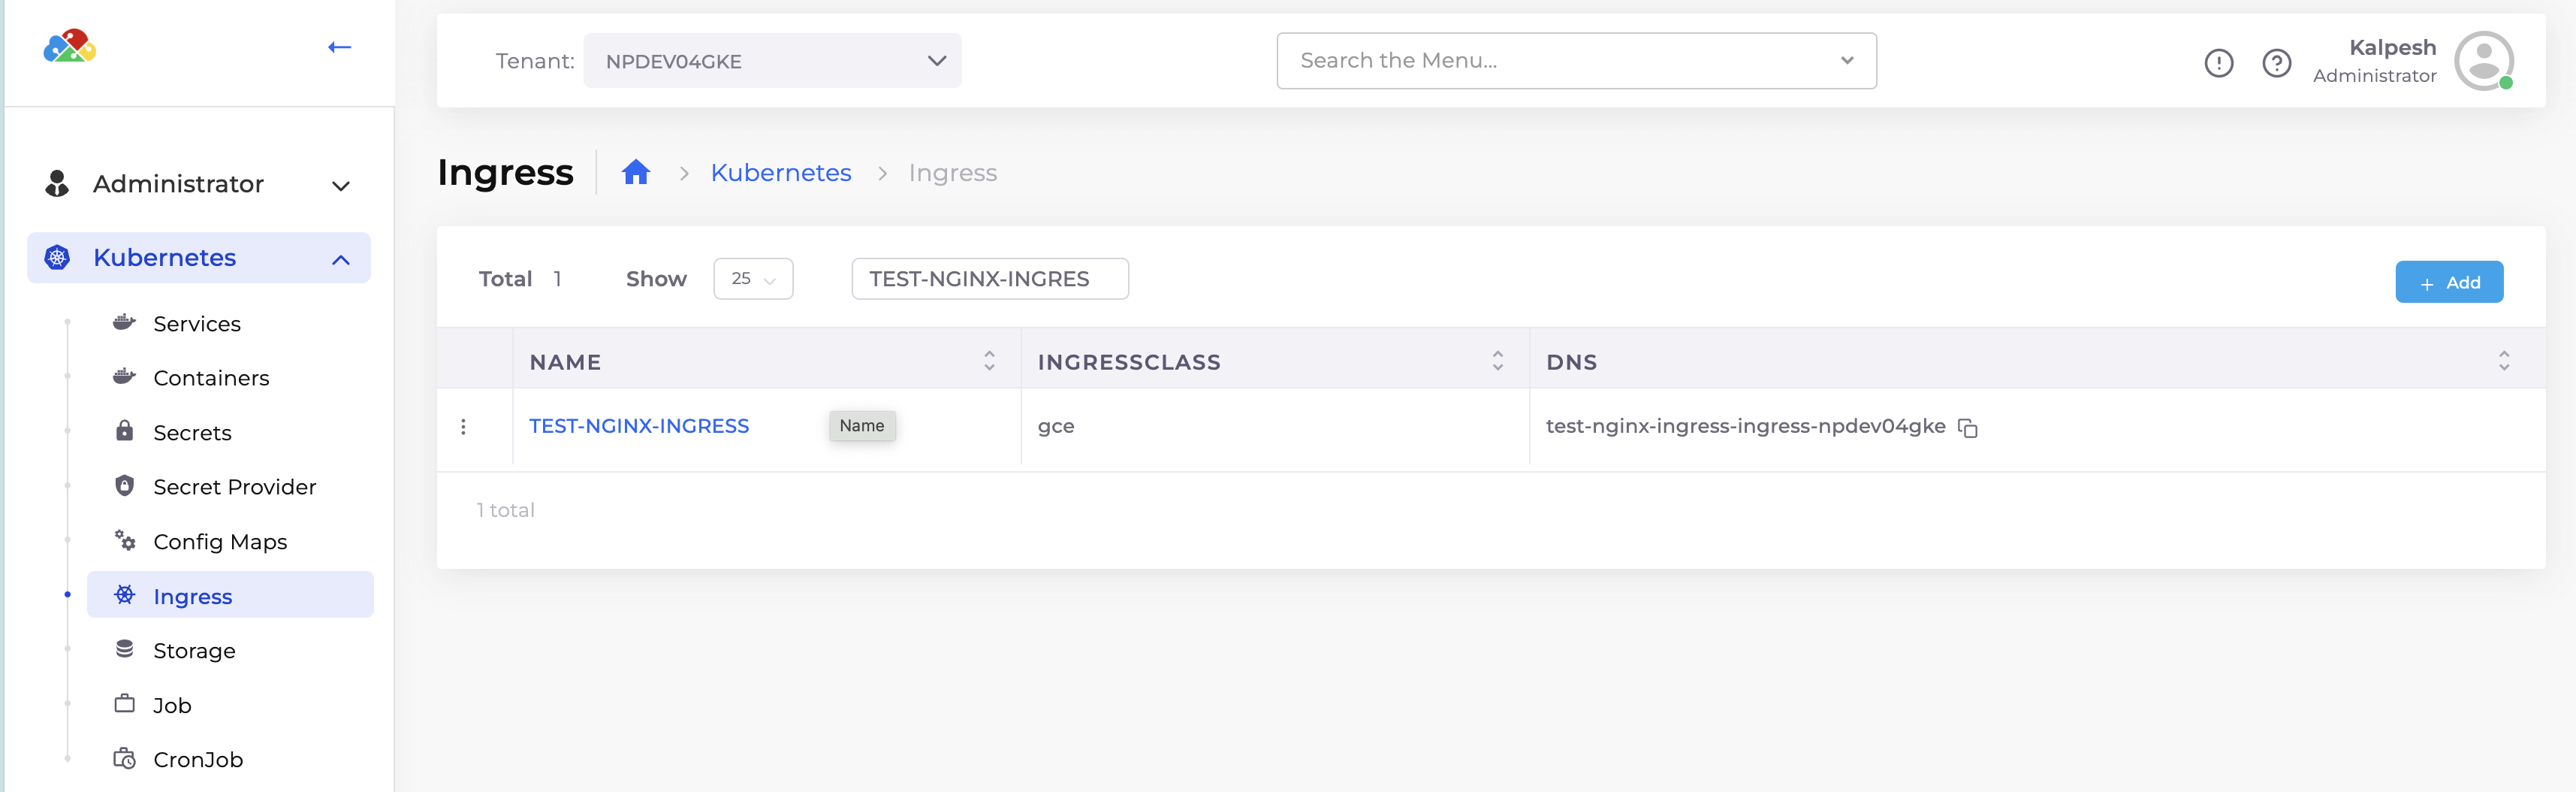 Tenant: NPDEV04GKE
Search the Menu...
Kalpesh
Administrator
Administrator
Kubernetes
Services
Containers
Secrets
Secret Provider
Config Maps
Ingress
Storage
Job
CronJob
Ingress
Kubernetes
Ingress
Total 1 Show 25 TEST-NGINX-INGRES
+ Add
NAME INGRESSCLASS DNS
TEST-NGINX-INGRESS Name gce test-nginx-ingress-ingress-npdev04gke
1 total